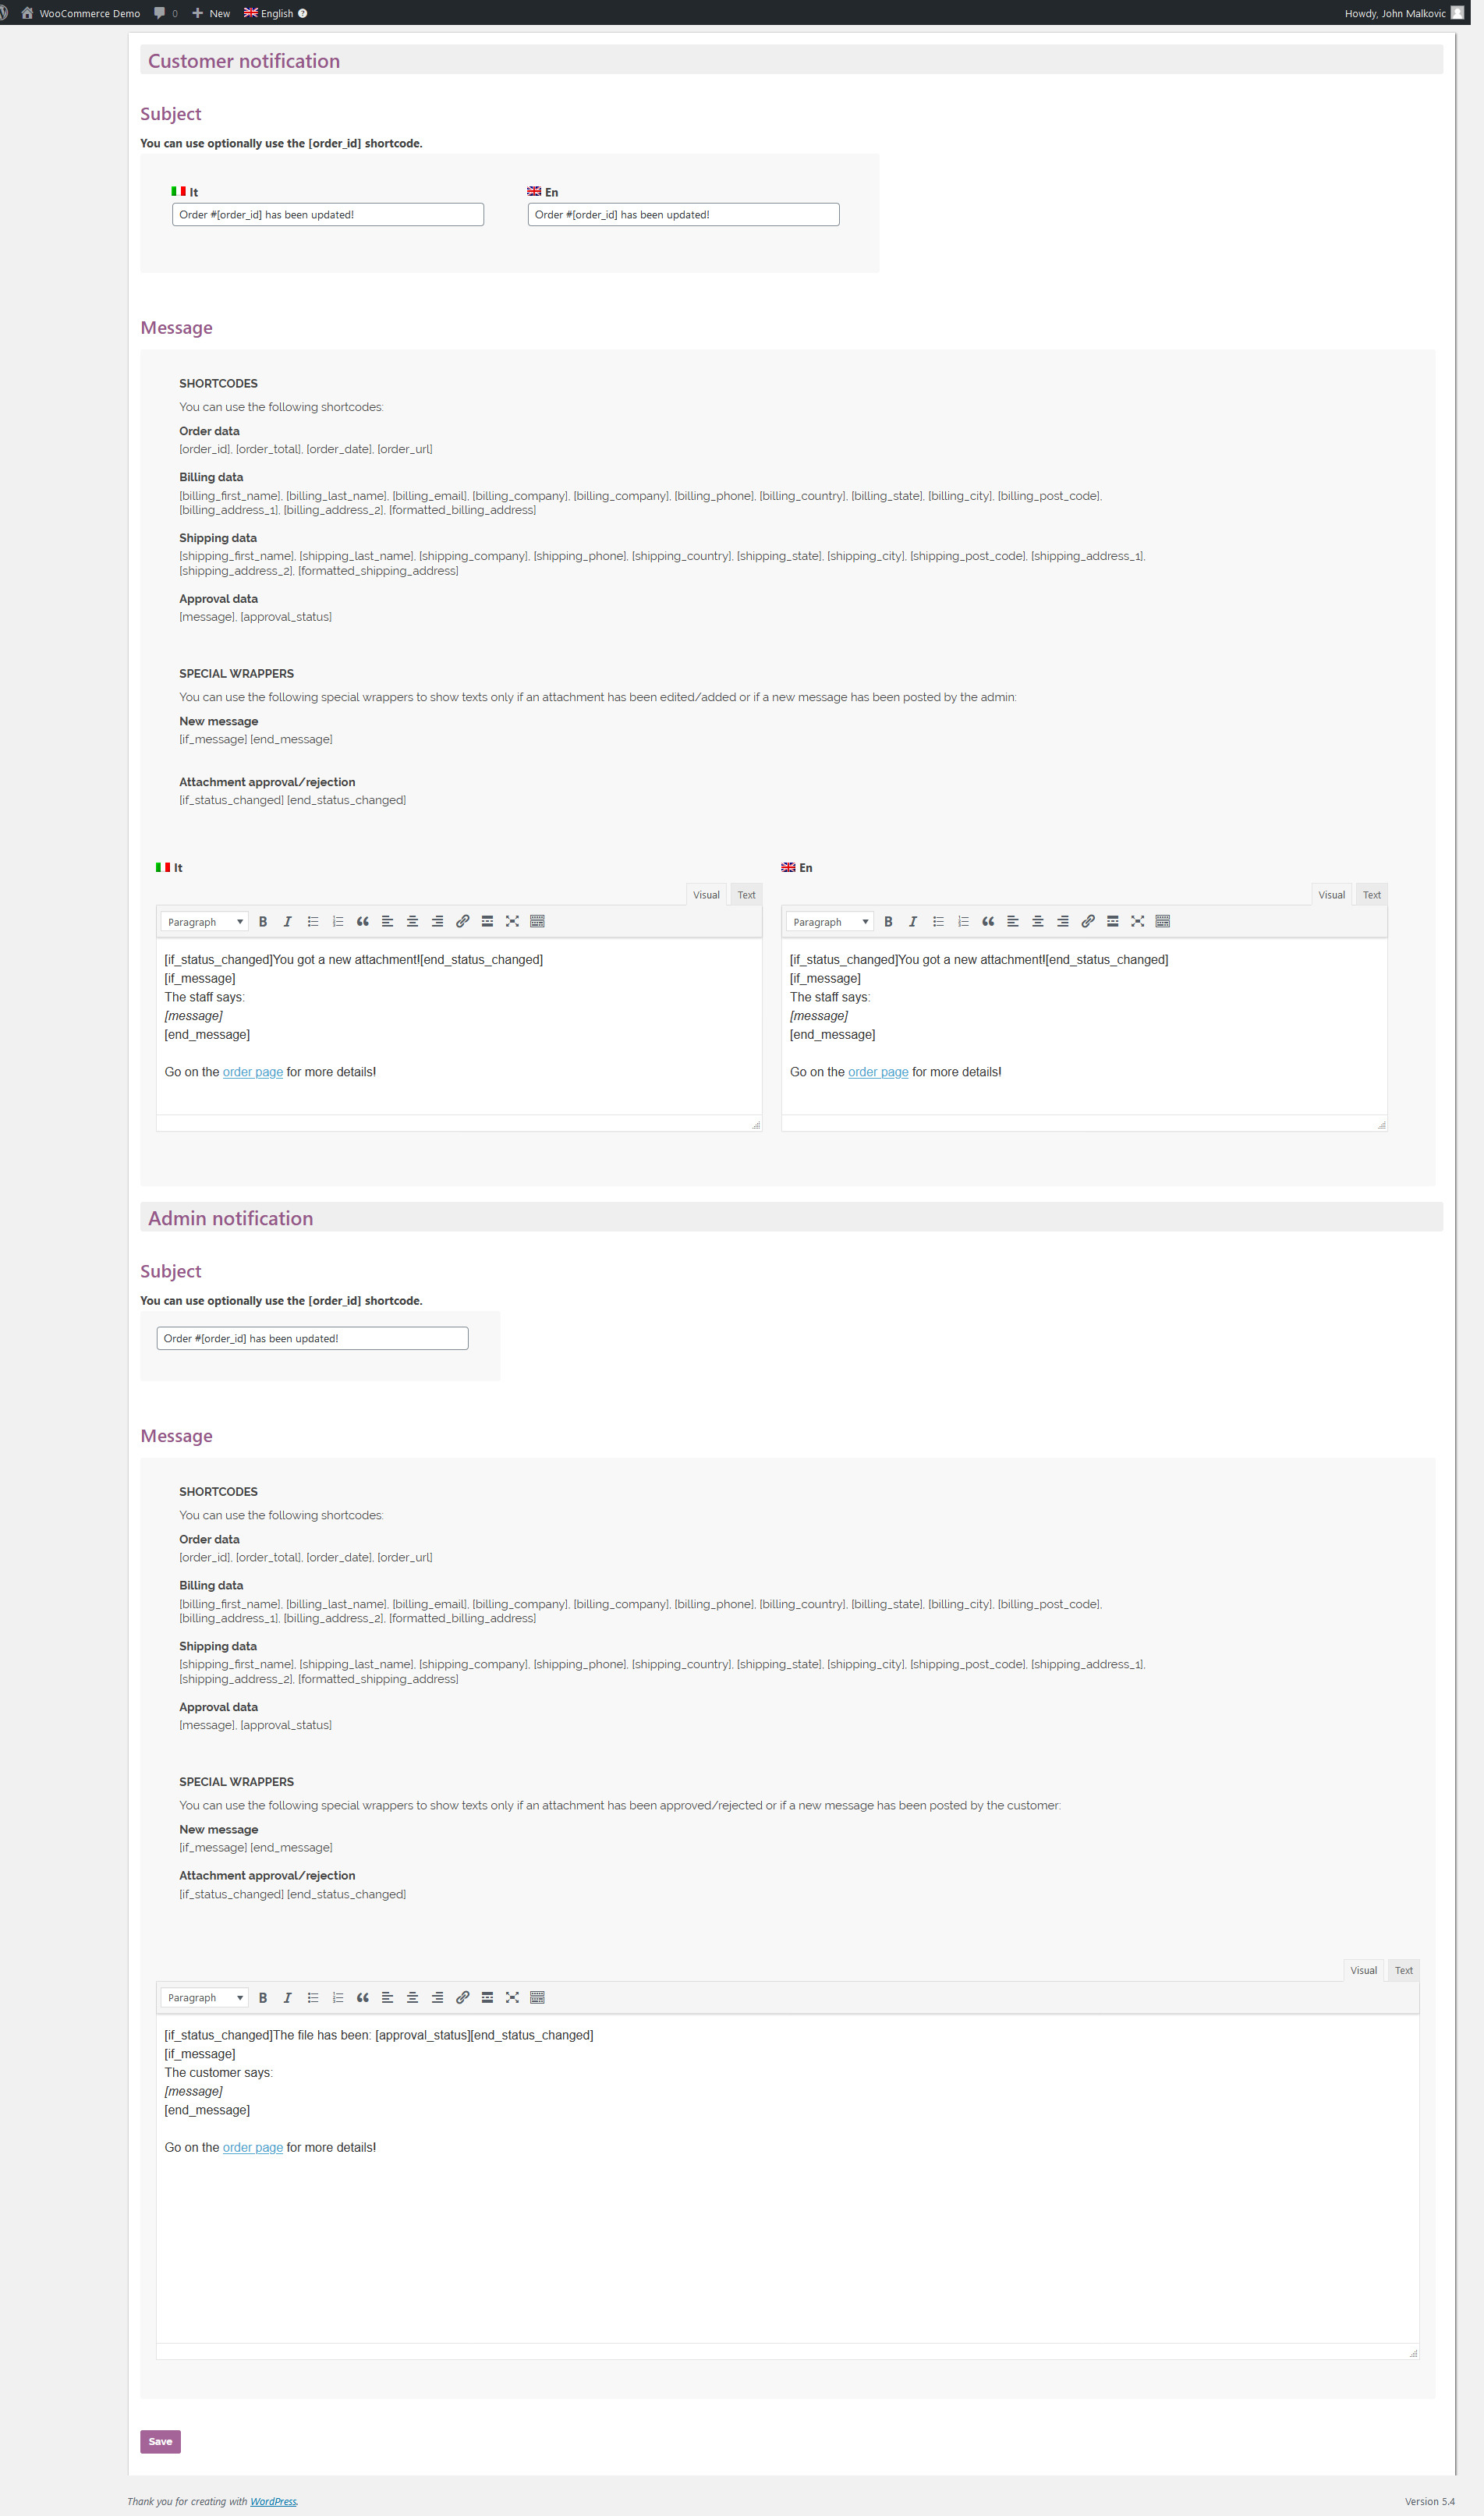 WooCommerce Demo 0 New English Howdy, John Malkovic
Customer notification
Subject
You can use optionally use the [order_id] shortcode.
It En
Order #[order_id] has been updated! Order #[order_id] has been updated!
Message
SHORTCODES
You can use the following shortcodes:
Order data
[order_id], [order_total], [order_date], [order_url]
Billing data
[billing_first_name], [billing_last_name], [billing_email], [billing_company], [billing_company], [billing_phone], [billing_country], [billing_state], [billing_city], [billing_post_code],
[billing_address_1], [billing_address_2], [formatted_billing_address]
Shipping data
[shipping_first_name], [shipping_last_name], [shipping_company], [shipping_phone], [shipping_country], [shipping_state], [shipping_city], [shipping_post_code], [shipping_address_1],
[shipping_address_2], [formatted_shipping_address]
Approval data
[message], [approval_status]
SPECIAL WRAPPERS
You can use the following special wrappers to show texts only if an attachment has been edited/added or if a new message has been posted by the admin:
New message
[if_message] [end_message]
Attachment approval/rejection
[if_status_changed] [end_status_changed]
It
Visual Text
Paragraph
[if_status_changed]You got a new attachment![end_status_changed]
[if_message]
The staff says:
[message]
[end_message]
Go on the order page for more details!
En
Visual Text
Paragraph
[if_status_changed]You got a new attachment![end_status_changed]
[if_message]
The staff says:
[message]
[end_message]
Go on the order page for more details!
Admin notification
Subject
You can use optionally use the [order_id] shortcode.
Order #[order_id] has been updated!
Message
SHORTCODES
You can use the following shortcodes:
Order data
[order_id], [order_total], [order_date], [order_url]
Billing data
[billing_first_name], [billing_last_name], [billing_email], [billing_company], [billing_company], [billing_phone], [billing_country], [billing_state], [billing_city], [billing_post_code],
[billing_address_1], [billing_address_2], [formatted_billing_address]
Shipping data
[shipping_first_name], [shipping_last_name], [shipping_company], [shipping_phone], [shipping_country], [shipping_state], [shipping_city], [shipping_post_code], [shipping_address_1],
[shipping_address_2], [formatted_shipping_address]
Approval data
[message], [approval_status]
SPECIAL WRAPPERS
You can use the following special wrappers to show texts only if an attachment has been approved/rejected or if a new message has been posted by the customer:
New message
[if_message] [end_message]
Attachment approval/rejection
[if_status_changed] [end_status_changed]
Visual Text
Paragraph
[if_status_changed]The file has been: [approval_status][end_status_changed]
[if_message]
The customer says:
[message]
[end_message]
Go on the order page for more details!
Save
Thank you for creating with WordPress. Version 5.4